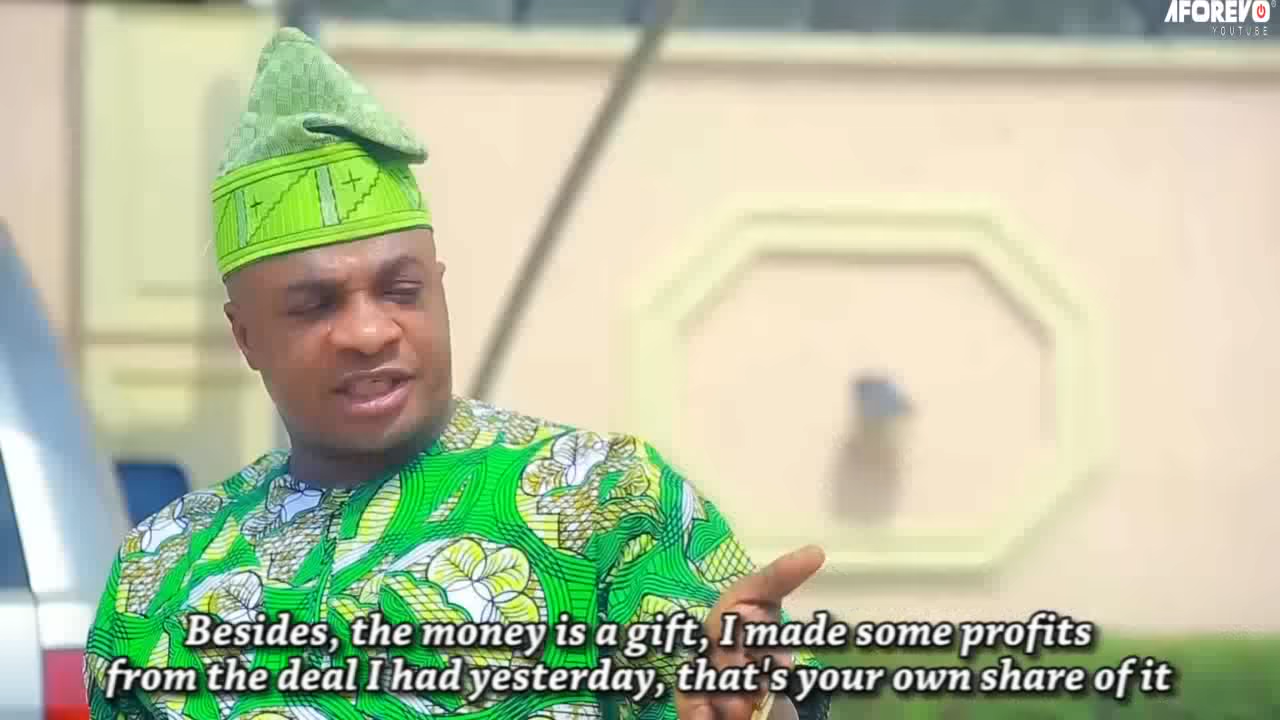 AFOREVO
YOUTUBE
Besides, the money is a gift, I made some profits
from the deal I had yesterday, that's your own share of it